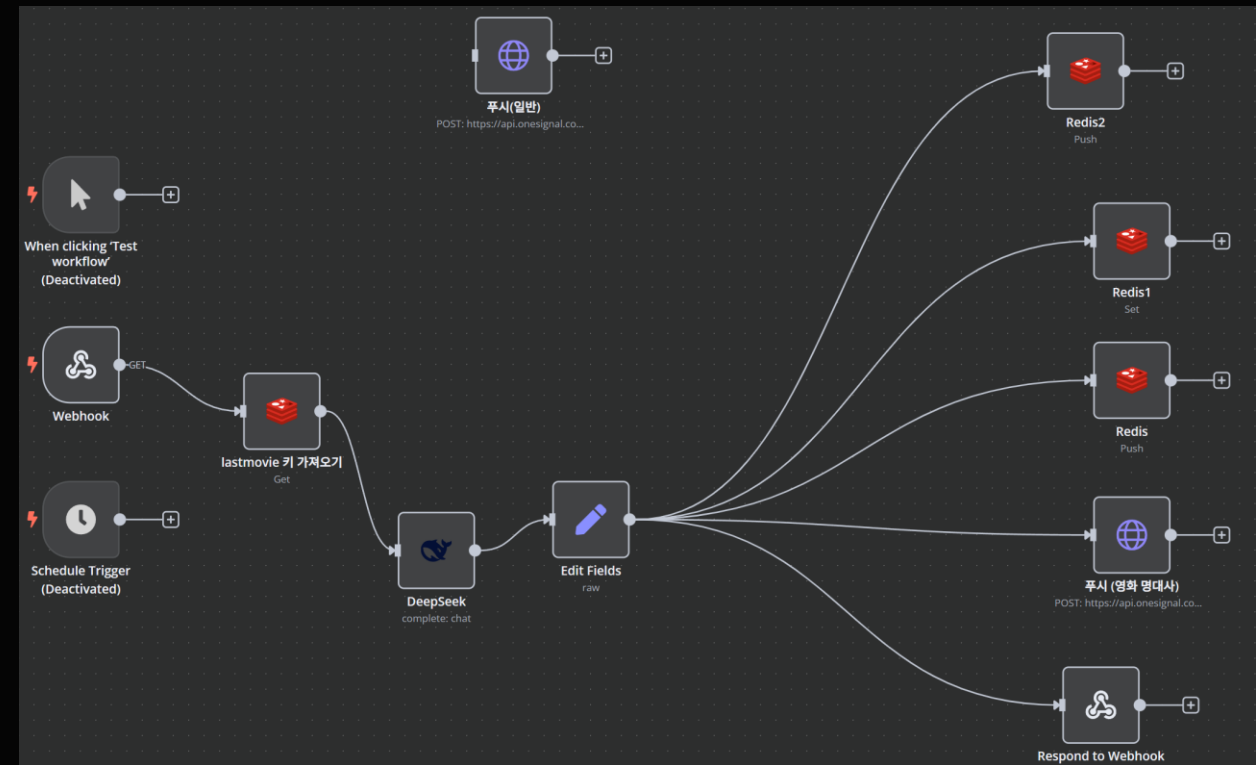 푸시(일반)
POST: https://api.onesignal.co...
Redis2
Push
When clicking ‘Test
workflow’
(Deactivated)
Redis1
Set
GET
Webhook
lastmovie 키 가져오기
Get
Redis
Push
Schedule Trigger
(Deactivated)
DeepSeek
complete: chat
Edit Fields
raw
푸시 (영화 명대사)
POST: https://api.onesignal.co...
Respond to Webhook